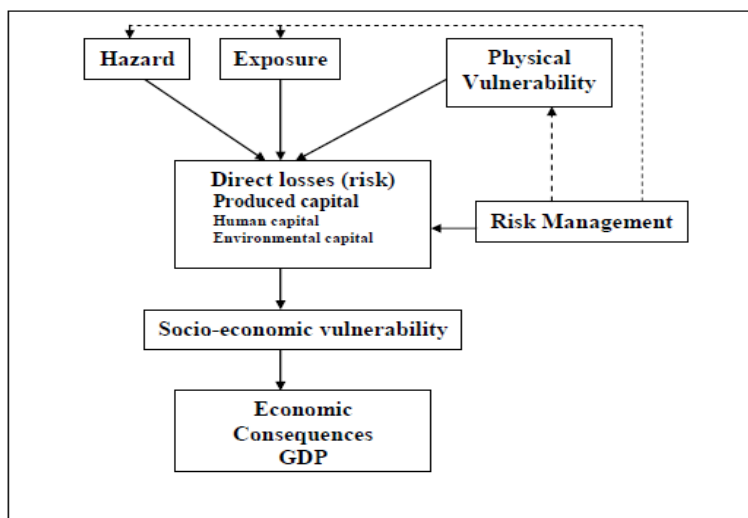 Hazard
Exposure
Physical
Vulnerability
Direct losses (risk)
Produced capital
Human capital
Environmental capital
Risk Management
Socio-economic vulnerability
Economic
Consequences
GDP